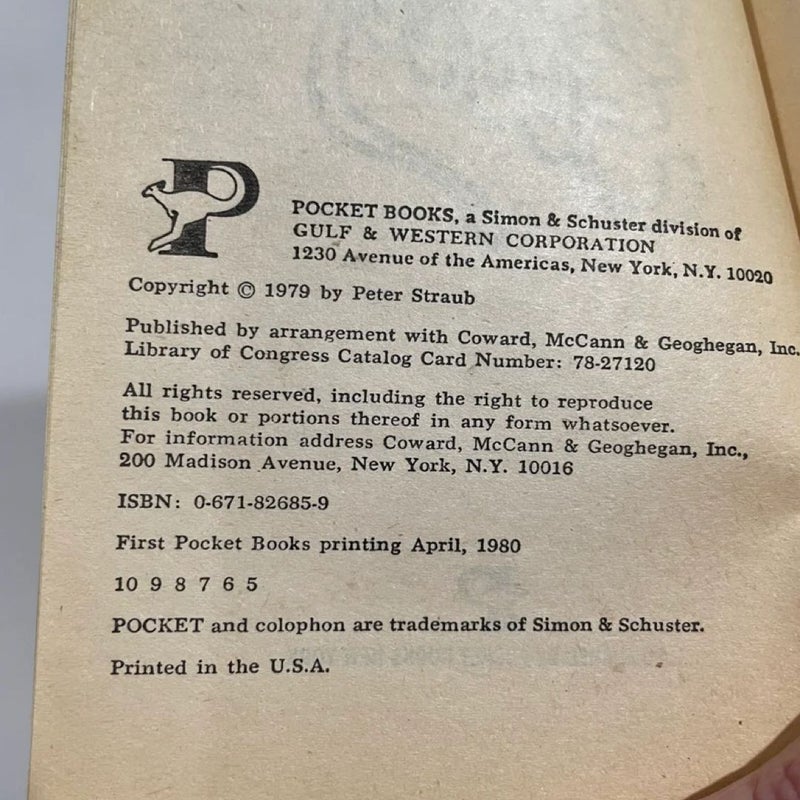 P
POCKET BOOKS, a Simon & Schuster division of
GULF & WESTERN CORPORATION
1230 Avenue of the Americas, New York, N.Y. 10020
Copyright © 1979 by Peter Straub
Published by arrangement with Coward, McCann & Geoghegan, Inc.
Library of Congress Catalog Card Number: 78-27120
All rights reserved, including the right to reproduce
this book or portions thereof in any form whatsoever.
For information address Coward, McCann & Geoghegan, Inc.,
200 Madison Avenue, New York, N.Y. 10016
ISBN: 0-671-82685-9
First Pocket Books printing April, 1980
10 9 8 7 6 5
POCKET and colophon are trademarks of Simon & Schuster.
Printed in the U.S.A.